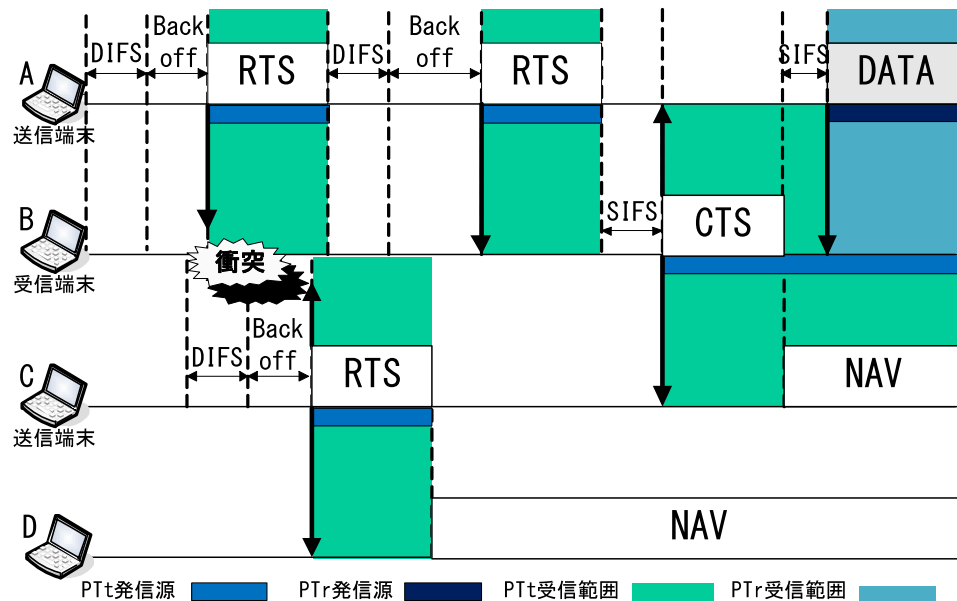 DIFS
Back
off
RTS
DIFS
Back
off
RTS
SIFS
DATA
A
送信端末
B
受信端末
SIFS
CTS
衝突
DIFS
Back
off
RTS
NAV
C
送信端末
D
NAV
PTt発信源
PTr発信源
PTt受信範囲
PTr受信範囲